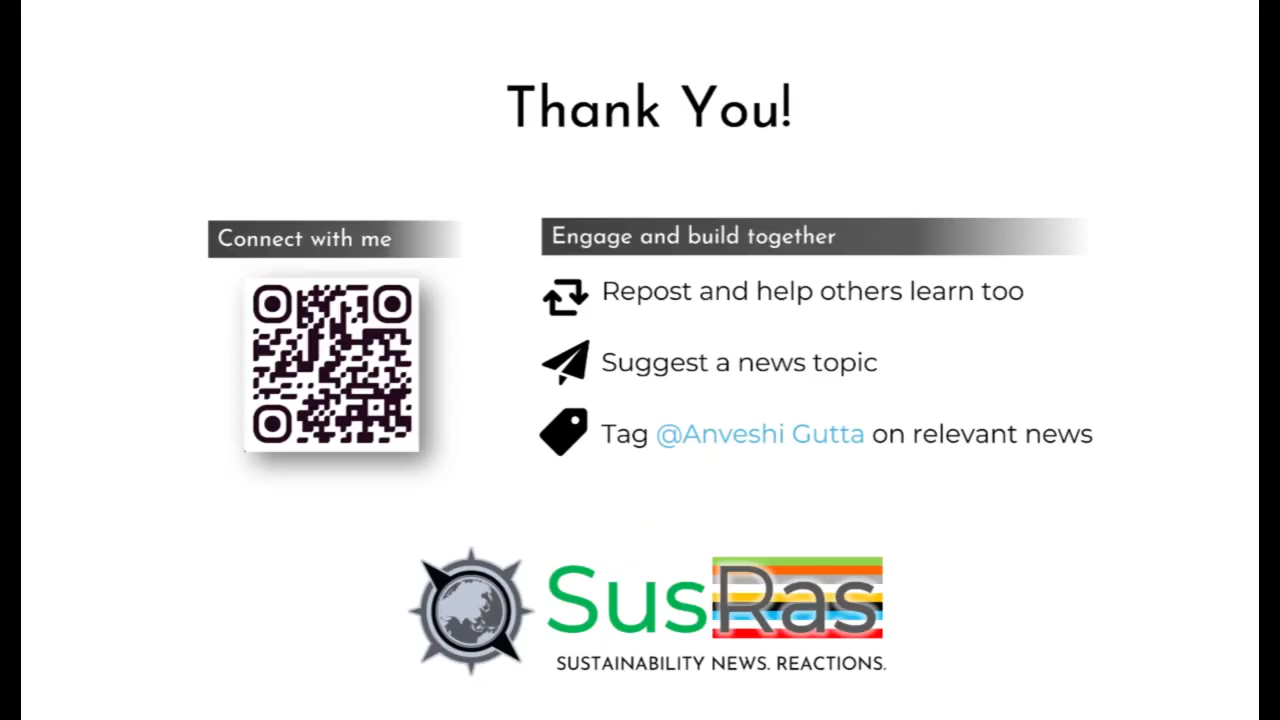 Thank You!
Connect with me
Engage and build together
Repost and help others learn too
Suggest a news topic
Tag @Anveshi Gutta on relevant news
SusRas
SUSTAINABILITY NEWS. REACTIONS.